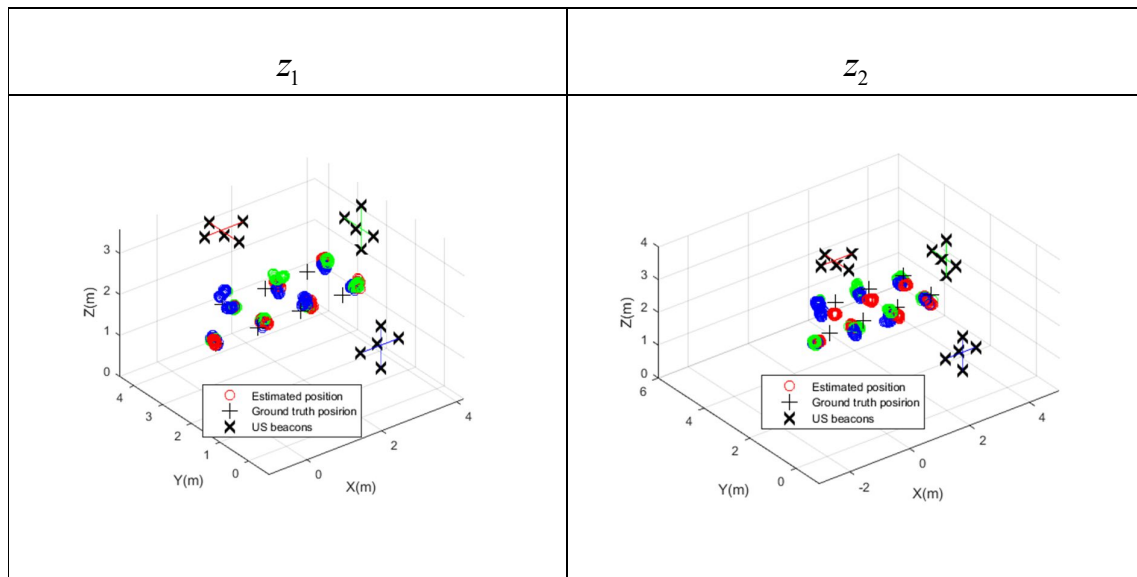 z1
z2
Z(m)
3
2
1
0
4
3
2
1
0
Y(m)
0
2
4
X(m)
Estimated position
Ground truth posirion
US beacons
Z(m)
4
3
2
1
0
6
4
2
0
Y(m)
-2
0
2
4
X(m)
Estimated position
Ground truth posirion
US beacons